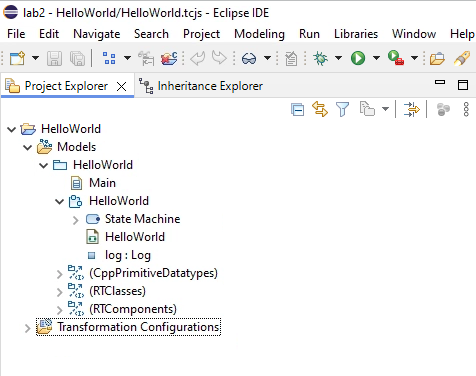 lab2 - HelloWorld/HelloWorld.tcjs - Eclipse IDE
File Edit Navigate Search Project Modeling Run Libraries Window Help
Project Explorer Inheritance Explorer
HelloWorld
Models
HelloWorld
Main
HelloWorld
State Machine
HelloWorld
log : Log
(CppPrimitiveDatatypes)
(RTClasses)
(RTComponents)
Transformation Configurations